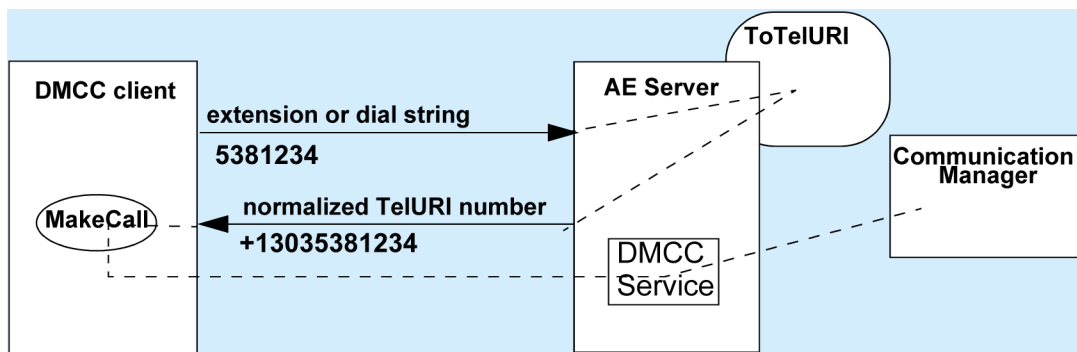 ToTelURI
DMCC client
AE Server
extension or dial string
5381234
Communication
Manager
MakeCall
normalized TelURI number
+13035381234
DMCC
Service